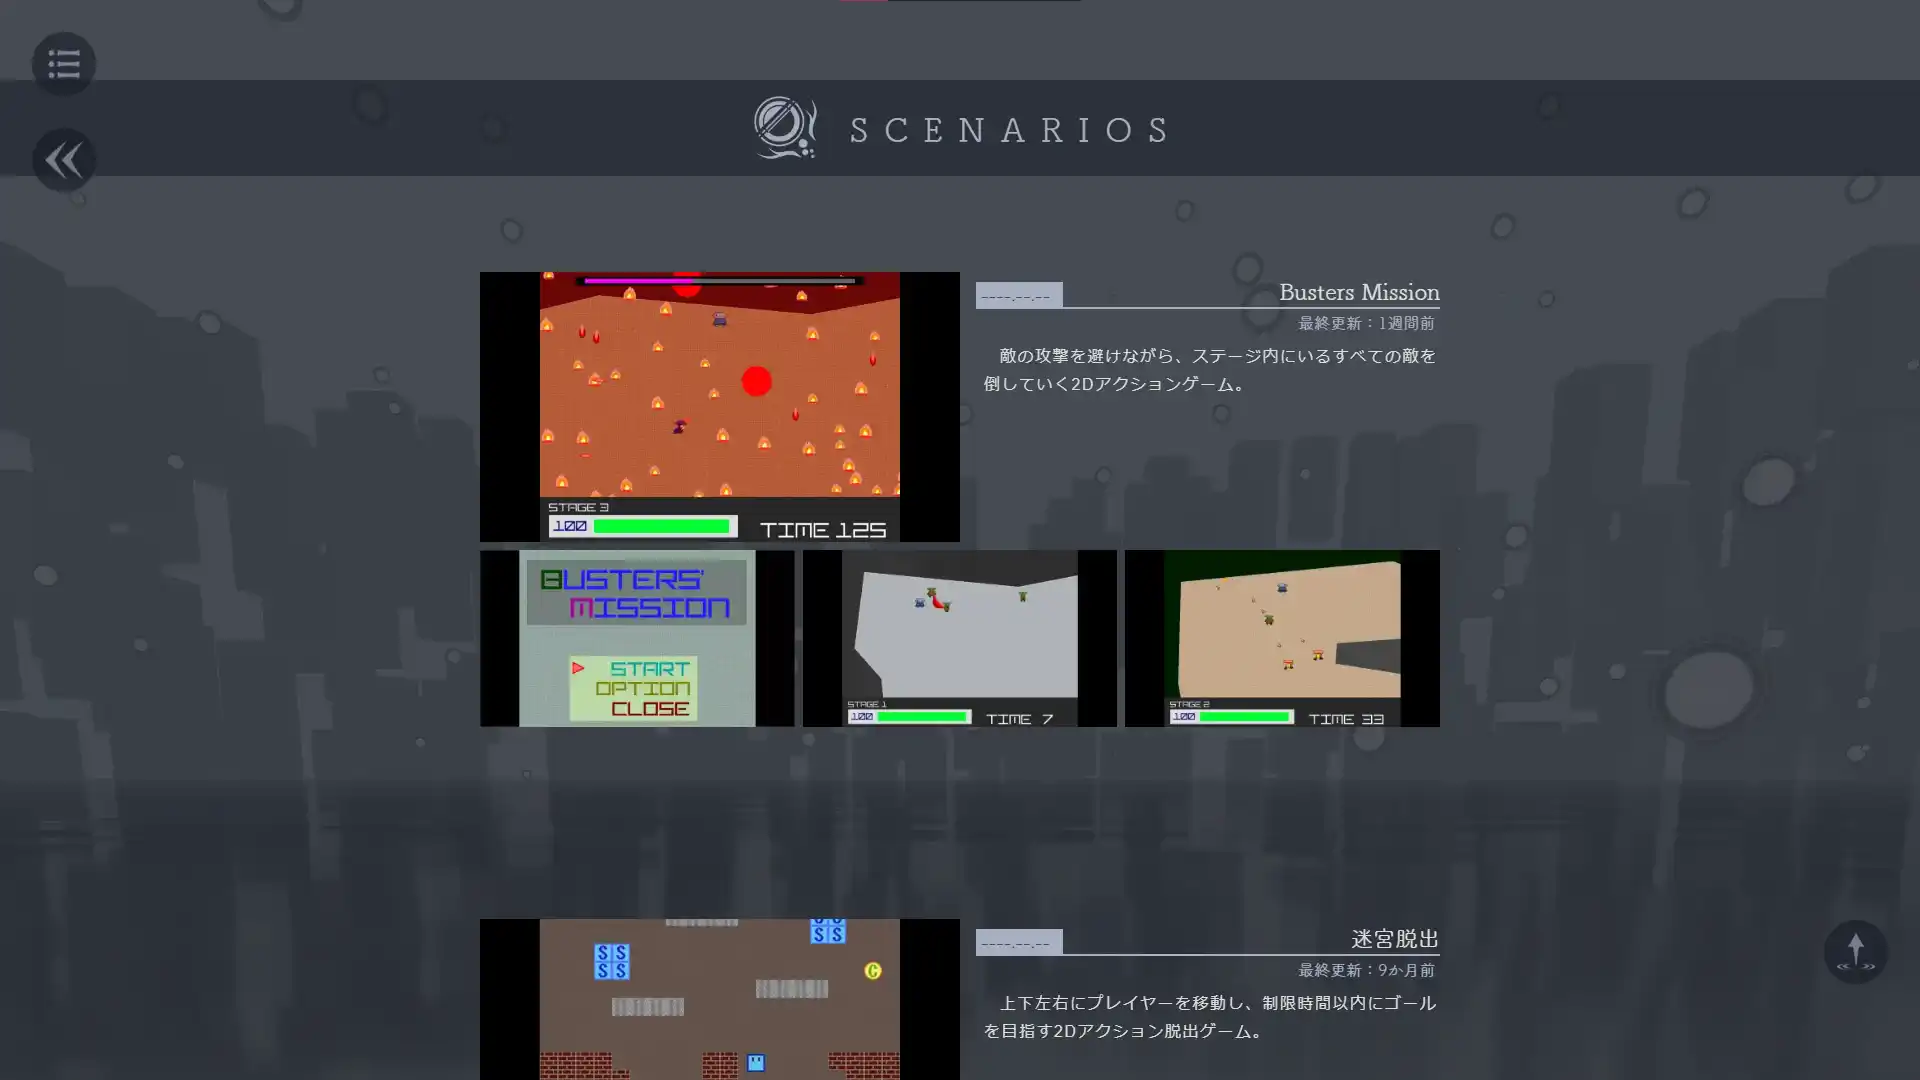 SCENARIOS
STAGE 3
100
TIME 125
----.--.--
Busters Mission
最終更新：1週間前
敵の攻撃を避けながら、ステージ内にいるすべての敵を
倒していく2Dアクションゲーム。
BUSTERS'
MISSION
START
OPTION
CLOSE
STAGE 1
100
TIME 7
STAGE 2
100
TIME 33
S S
S S
S S
S S
C
----.--.--
迷宮脱出
最終更新：9か月前
上下左右にプレイヤーを移動し、制限時間以内にゴール
を目指す2Dアクション脱出ゲーム。